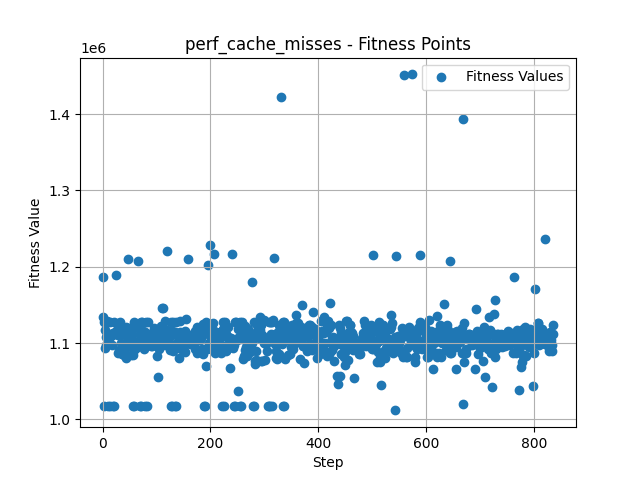 perf_cache_misses - Fitness Points
1e6
Fitness Values
1.4
1.3
1.2
1.1
1.0
Fitness Value
0 200 400 600 800
Step